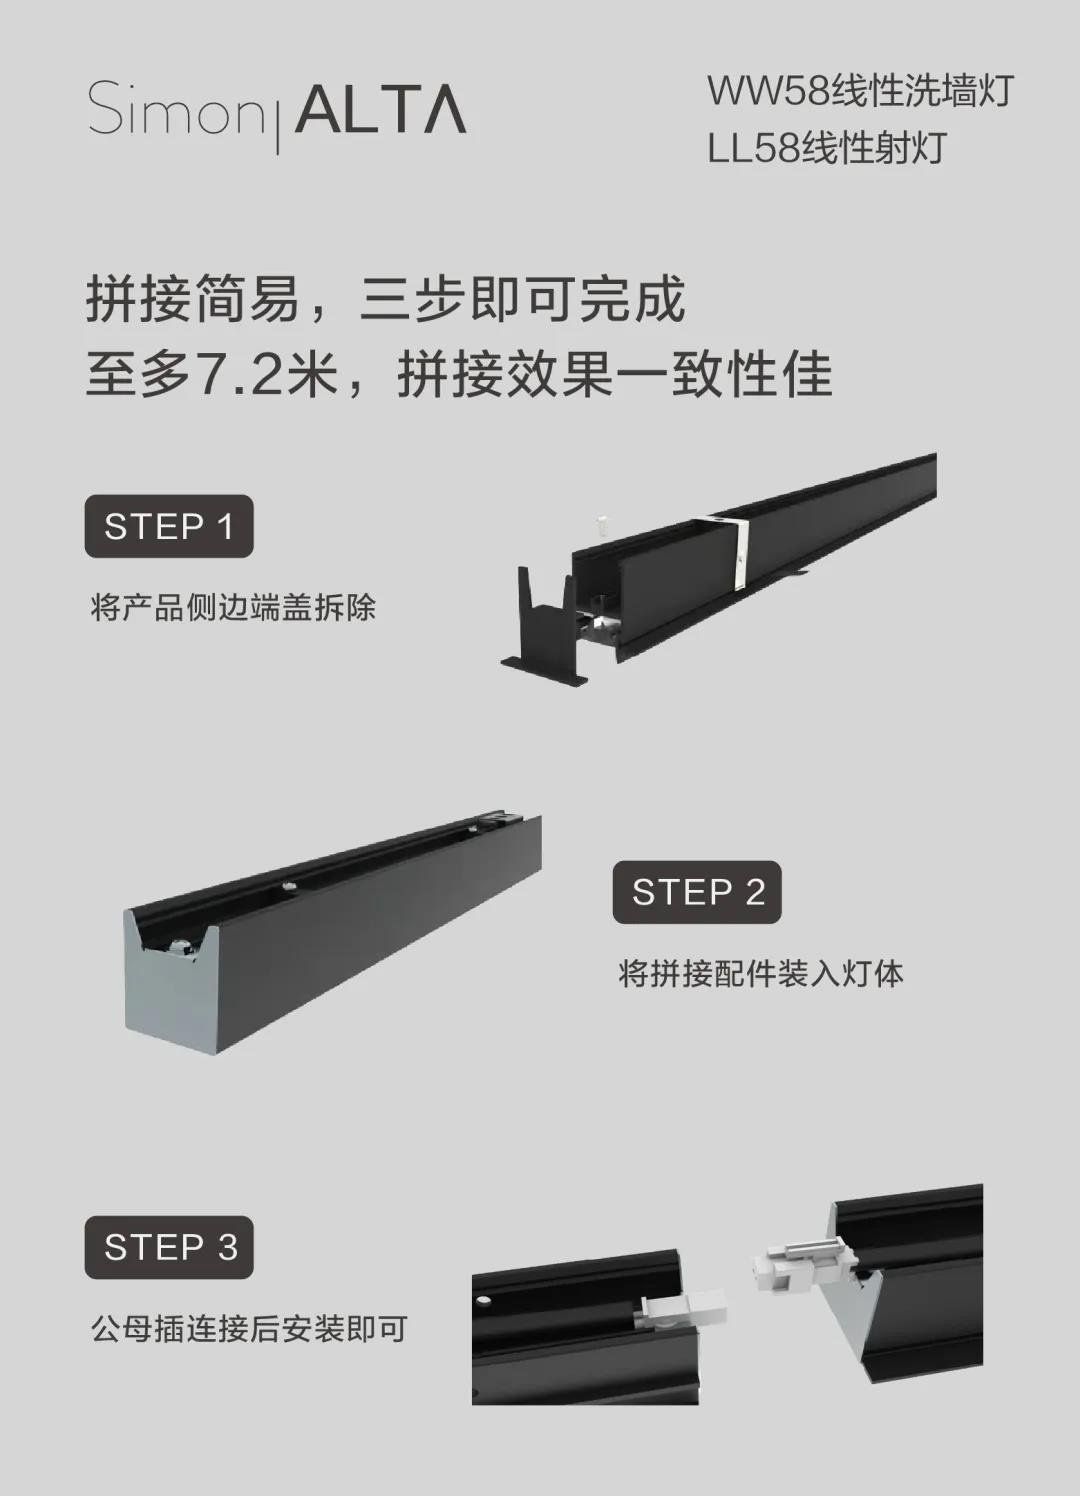 Simon | ALTA
WW58线性洗墙灯
LL58线性射灯
拼接简易，三步即可完成
至多7.2米，拼接效果一致性佳
STEP 1
将产品侧边端盖拆除
STEP 2
将拼接配件装入灯体
STEP 3
公母插连接后安装即可